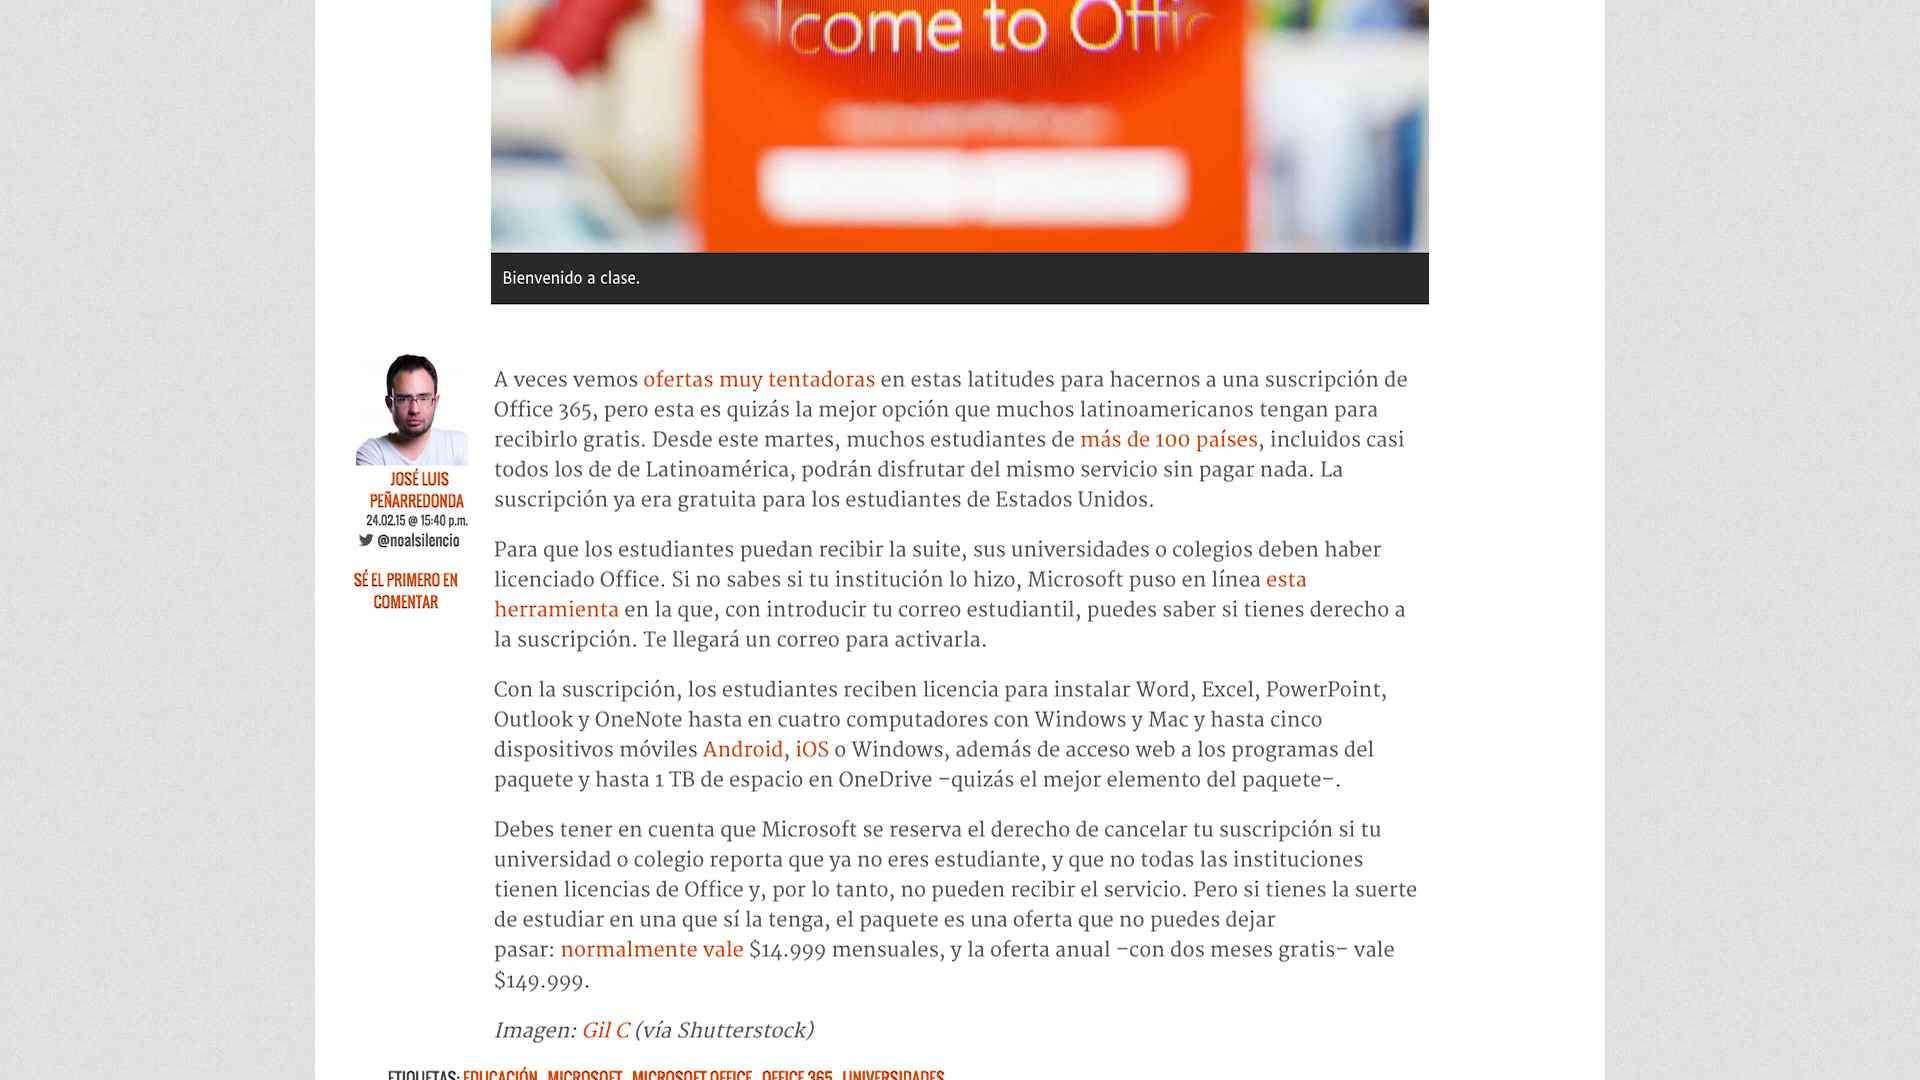 lcome to Offic
Bienvenido a clase.
JOSÉ LUIS
PEÑARREDONDA
24.02.15 @ 15:40 p.m.
@noalsilencio
SÉ EL PRIMERO EN
COMENTAR
A veces vemos ofertas muy tentadoras en estas latitudes para hacernos a una suscripción de
Office 365, pero esta es quizás la mejor opción que muchos latinoamericanos tengan para
recibirlo gratis. Desde este martes, muchos estudiantes de más de 100 países, incluidos casi
todos los de de Latinoamérica, podrán disfrutar del mismo servicio sin pagar nada. La
suscripción ya era gratuita para los estudiantes de Estados Unidos.
Para que los estudiantes puedan recibir la suite, sus universidades o colegios deben haber
licenciado Office. Si no sabes si tu institución lo hizo, Microsoft puso en línea esta
herramienta en la que, con introducir tu correo estudiantil, puedes saber si tienes derecho a
la suscripción. Te llegará un correo para activarla.
Con la suscripción, los estudiantes reciben licencia para instalar Word, Excel, PowerPoint,
Outlook y OneNote hasta en cuatro computadores con Windows y Mac y hasta cinco
dispositivos móviles Android, iOS o Windows, además de acceso web a los programas del
paquete y hasta 1 TB de espacio en OneDrive –quizás el mejor elemento del paquete–.
Debes tener en cuenta que Microsoft se reserva el derecho de cancelar tu suscripción si tu
universidad o colegio reporta que ya no eres estudiante, y que no todas las instituciones
tienen licencias de Office y, por lo tanto, no pueden recibir el servicio. Pero si tienes la suerte
de estudiar en una que sí la tenga, el paquete es una oferta que no puedes dejar
pasar: normalmente vale $14.999 mensuales, y la oferta anual –con dos meses gratis– vale
$149.999.
Imagen: Gil C (vía Shutterstock)
ETIQUETAS: EDUCACIÓN, MICROSOFT, MICROSOFT OFFICE, OFFICE 365, UNIVERSIDADES